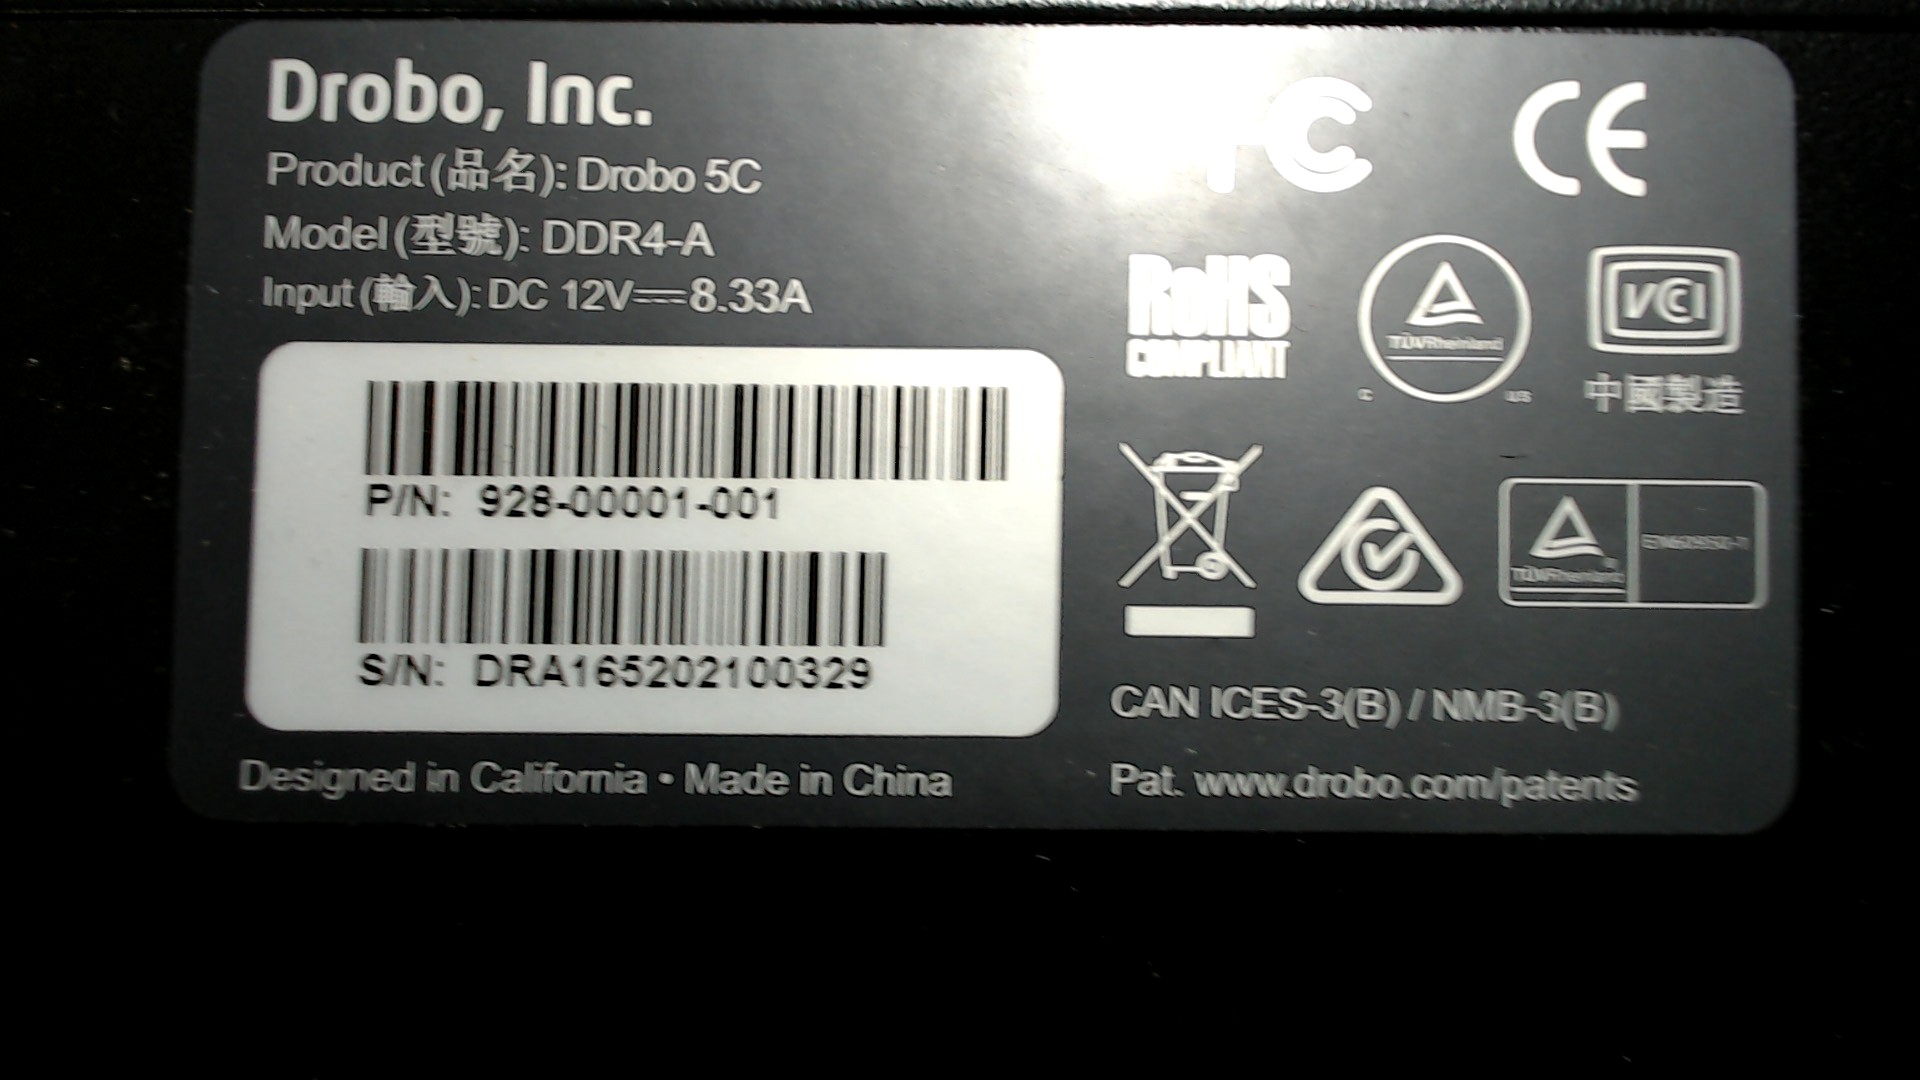 Drobo, Inc.
Product (品名): Drobo 5C
Model (型號): DDR4-A
Input (輸入): DC 12V⎓8.33A
P/N: 928-00001-001
S/N: DRA165202100329
Designed in California • Made in China
CE
RoHS
COMPLIANT
TÜVRheinland
C US
VCI
中國製造
TÜVRheinland
CAN ICES-3(B) / NMB-3(B)
Pat. www.drobo.com/patents